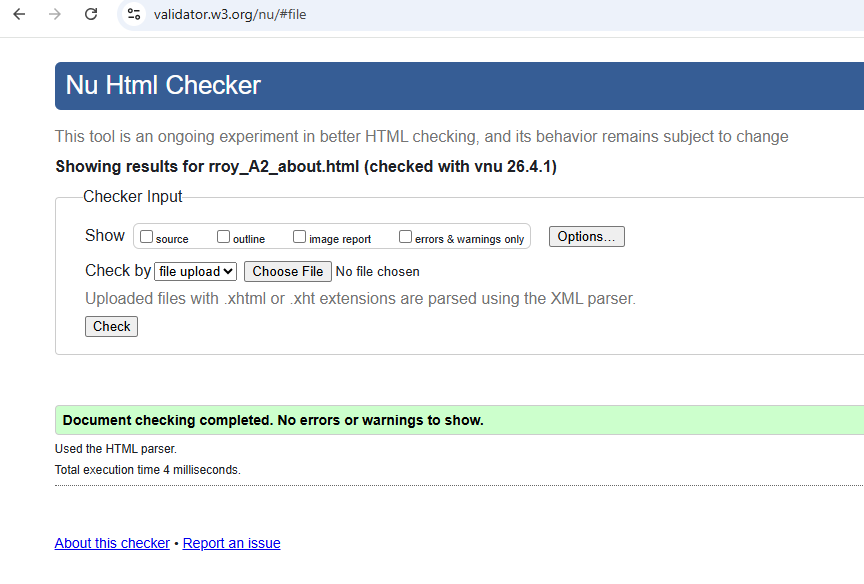 validator.w3.org/nu/#file
Nu Html Checker
This tool is an ongoing experiment in better HTML checking, and its behavior remains subject to change
Showing results for rroy_A2_about.html (checked with vnu 26.4.1)
Checker Input
Show source outline image report errors & warnings only Options...
Check by file upload Choose File No file chosen
Uploaded files with .xhtml or .xht extensions are parsed using the XML parser.
Check
Document checking completed. No errors or warnings to show.
Used the HTML parser.
Total execution time 4 milliseconds.
About this checker • Report an issue